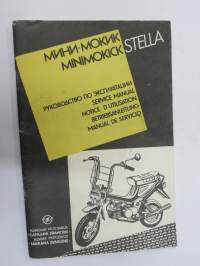 МИНИ·МОКИК
MINIMOKICK STELLA
РУКОВОДСТВО ПО ЭКСПЛУАТАЦИИ
SERVICE MANUAL
NOTICE D'UTILISATION
BETRIEBSANLEITUNG
MANUAL DE SERVICIO